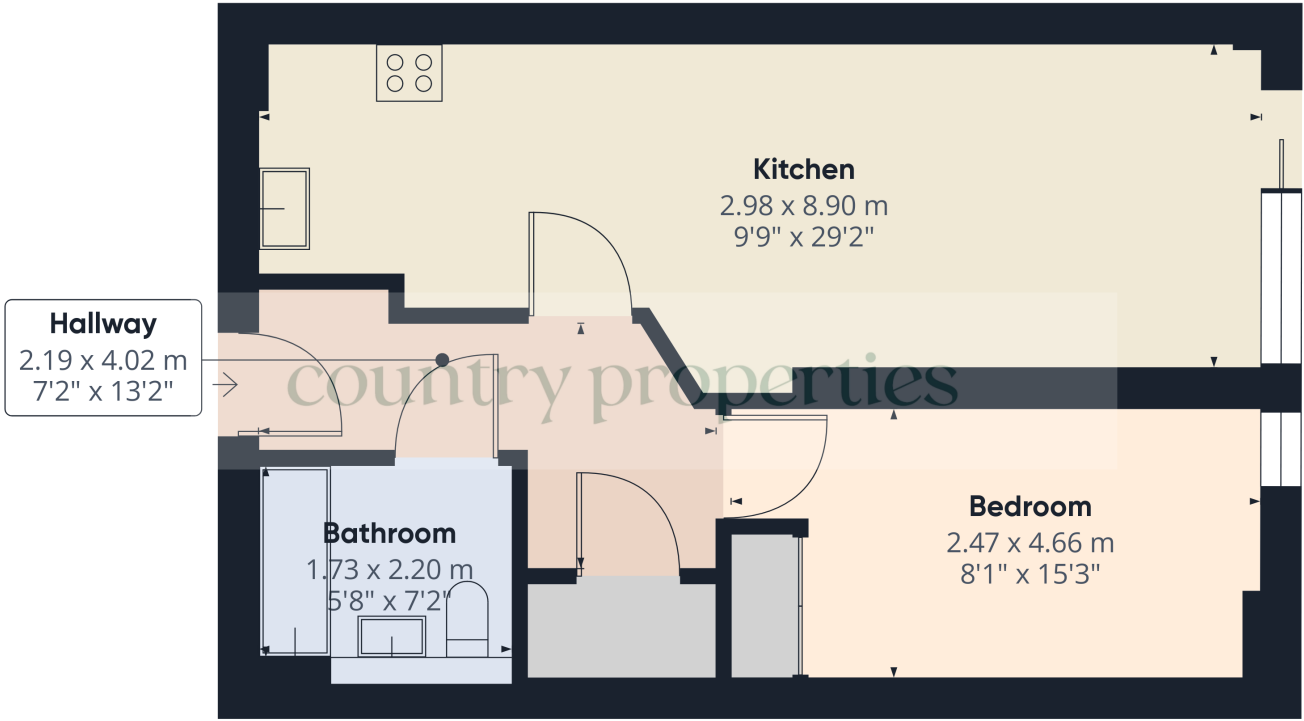 Kitchen
2.98 x 8.90 m
9'9" x 29'2"
Hallway
2.19 x 4.02 m
7'2" x 13'2"
country properties
Bedroom
2.47 x 4.66 m
8'1" x 15'3"
Bathroom
1.73 x 2.20 m
5'8" x 7'2"